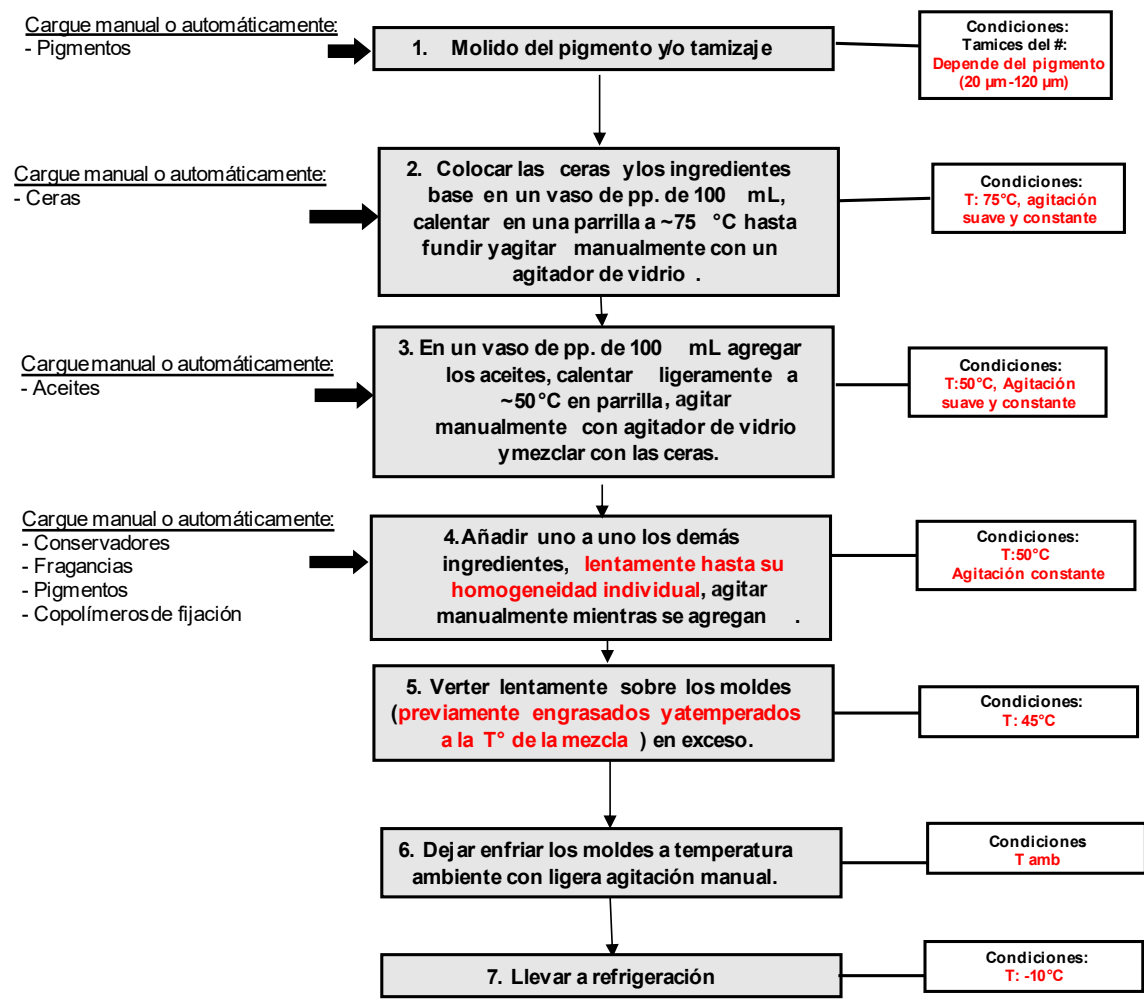 Cargue manual o automáticamente:
- Pigmentos
1. Molido del pigmento y/o tamizaje
Condiciones:
Tamices del #:
Depende del pigmento
(20 µm-120 µm)
Cargue manual o automáticamente:
- Ceras
2. Colocar las ceras y los ingredientes
base en un vaso de pp. de 100 mL,
calentar en una parrilla a ~75 °C hasta
fundir y agitar manualmente con un
agitador de vidrio .
Condiciones:
T: 75°C, agitación
suave y constante
Cargue manual o automáticamente:
- Aceites
3. En un vaso de pp. de 100 mL agregar
los aceites, calentar ligeramente a
~50°C en parrilla, agitar
manualmente con agitador de vidrio
y mezclar con las ceras.
Condiciones:
T:50°C, Agitación
suave y constante
Cargue manual o automáticamente:
- Conservadores
- Fragancias
- Pigmentos
- Copolímeros de fijación
4. Añadir uno a uno los demás
ingredientes, lentamente hasta su
homogeneidad individual, agitar
manualmente mientras se agregan .
Condiciones:
T:50°C
Agitación constante
5. Verter lentamente sobre los moldes
(previamente engrasados y atemperados
a la T° de la mezcla ) en exceso.
Condiciones:
T: 45°C
6. Dejar enfriar los moldes a temperatura
ambiente con ligera agitación manual.
Condiciones
T amb
7. Llevar a refrigeración
Condiciones:
T: -10°C